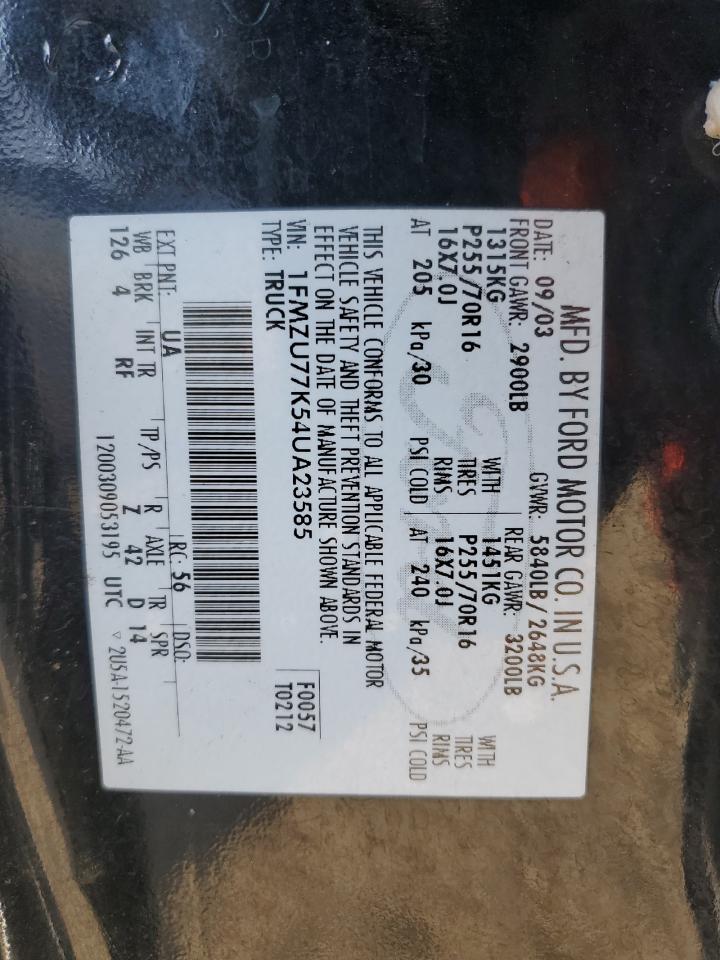 MFD. BY FORD MOTOR CO. IN U.S.A.
DATE: 09/03 GVWR: 5840LB / 2648KG
FRONT GAWR: 2900LB REAR GAWR: 3200LB
1315KG WITH 1451KG WITH
P255/70R16 TIRES P255/70R16 TIRES
16X7.0J RIMS 16X7.0J RIMS
AT 205 kPa/30 PSI COLD AT 240 kPa/35 PSI COLD
THIS VEHICLE CONFORMS TO ALL APPLICABLE FEDERAL MOTOR
VEHICLE SAFETY AND THEFT PREVENTION STANDARDS IN
EFFECT ON THE DATE OF MANUFACTURE SHOWN ABOVE.
VIN: 1FMZU77K54UA23585 F0057
TYPE: TRUCK T0212
EXT PNT: UA RC: 56 DSO:
WB BRK INT TR TP/PS R AXLE TR SPR
126 4 RF Z 42 D 14
1200309053195 UTC ▽ 2U5A-1520472-AA